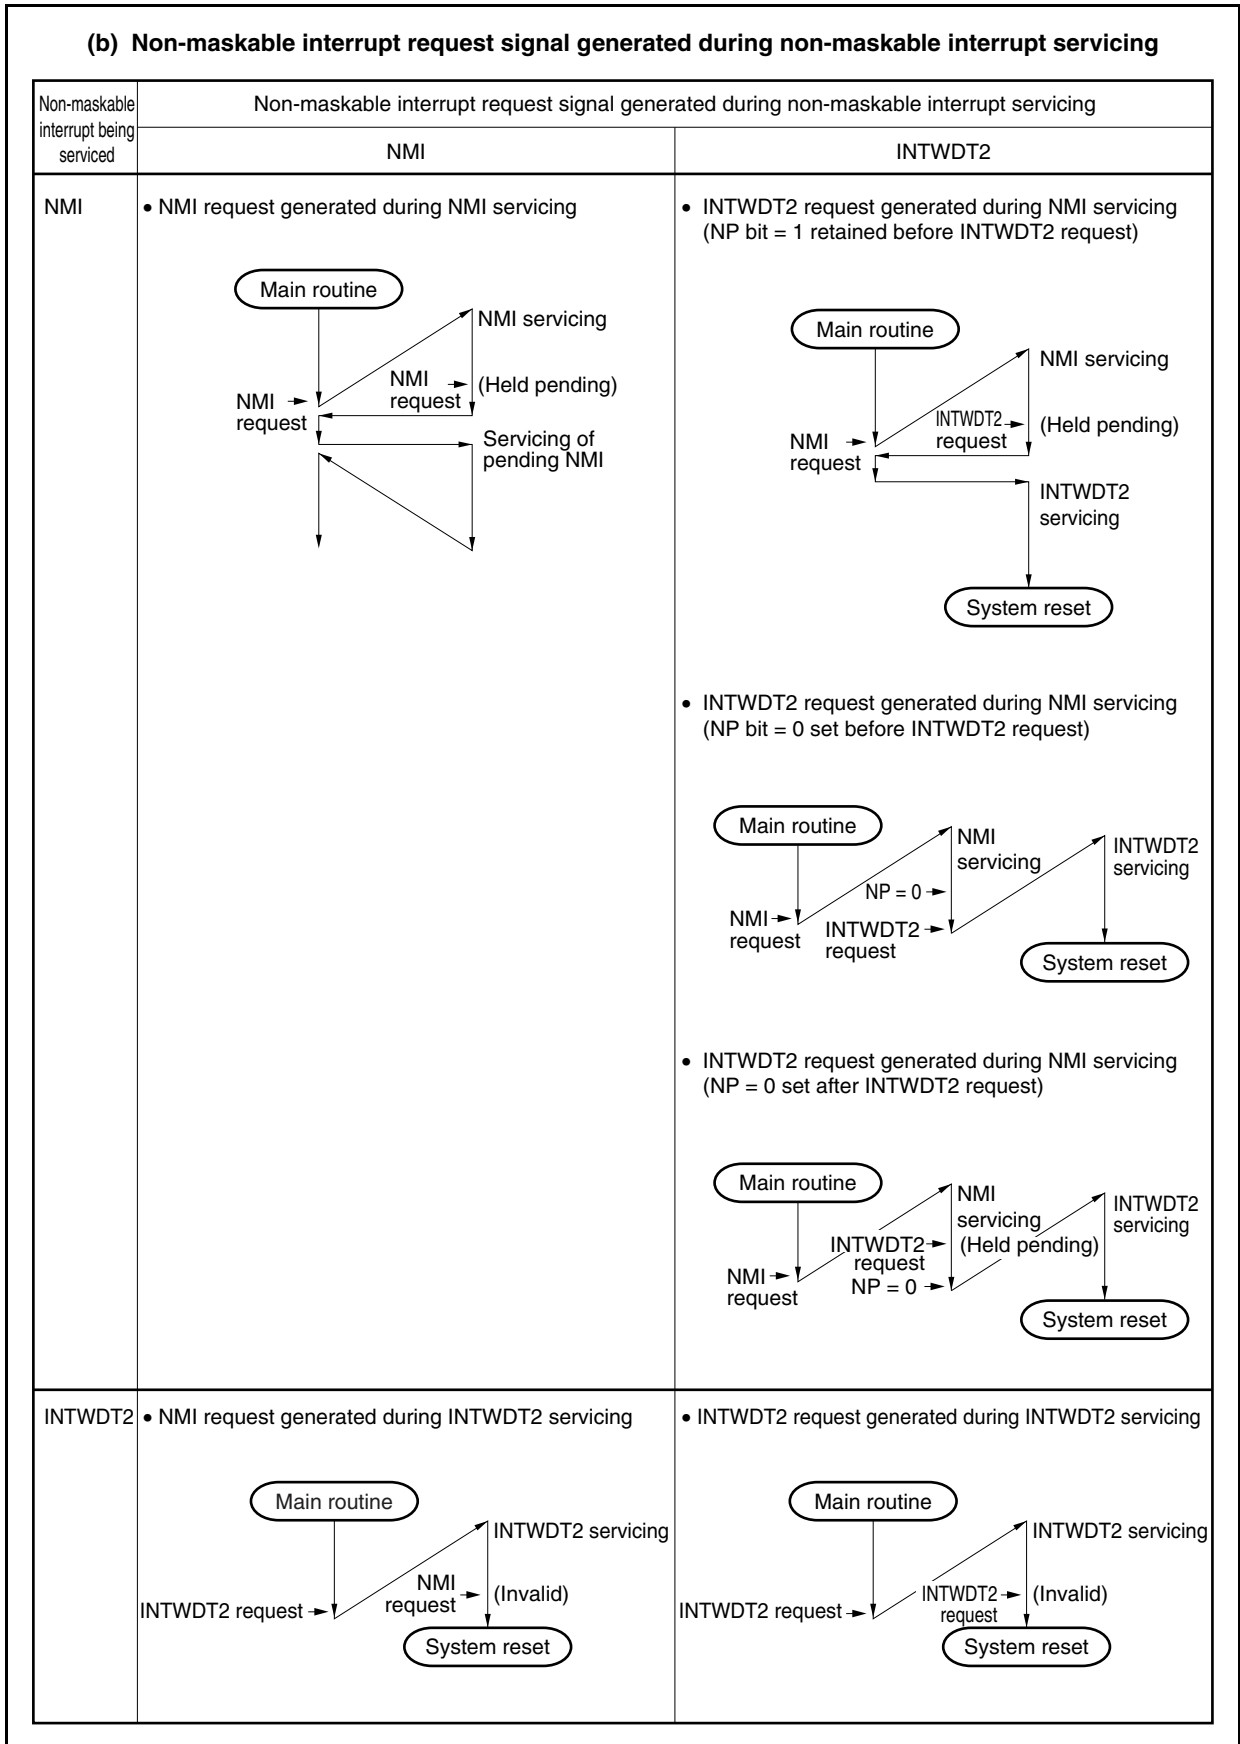 (b) Non-maskable interrupt request signal generated during non-maskable interrupt servicing
Non-maskable
interrupt being
serviced
Non-maskable interrupt request signal generated during non-maskable interrupt servicing
NMI
INTWDT2
NMI
• NMI request generated during NMI servicing
Main routine
NMI servicing
NMI
request
(Held pending)
NMI
request
Servicing of
pending NMI
• INTWDT2 request generated during NMI servicing
(NP bit = 1 retained before INTWDT2 request)
Main routine
NMI servicing
INTWDT2
request
(Held pending)
NMI
request
INTWDT2
servicing
System reset
• INTWDT2 request generated during NMI servicing
(NP bit = 0 set before INTWDT2 request)
Main routine
NMI
servicing
INTWDT2
servicing
NP = 0
NMI
request
INTWDT2
request
System reset
• INTWDT2 request generated during NMI servicing
(NP = 0 set after INTWDT2 request)
Main routine
NMI
servicing
INTWDT2
servicing
INTWDT2
request
(Held pending)
NMI
request
NP = 0
System reset
INTWDT2
• NMI request generated during INTWDT2 servicing
Main routine
INTWDT2 servicing
NMI
request
(Invalid)
INTWDT2 request
System reset
• INTWDT2 request generated during INTWDT2 servicing
Main routine
INTWDT2 servicing
INTWDT2
request
(Invalid)
INTWDT2 request
System reset